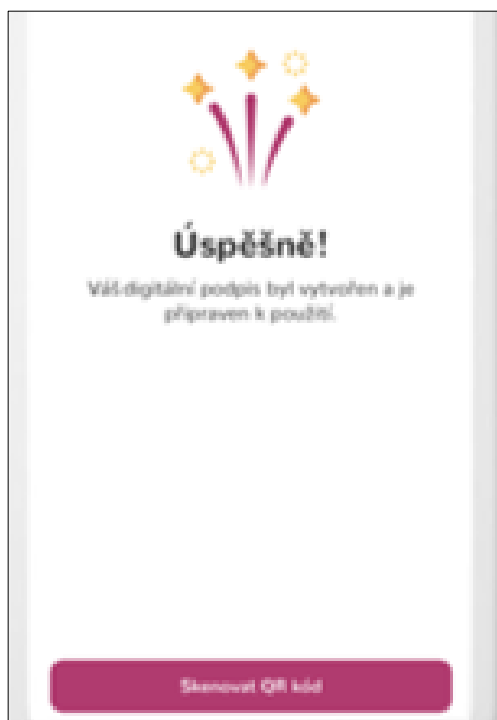 Úspěšně!
Váš digitální podpis byl vytvořen a je
připraven k použití.
Skenovat QR kód